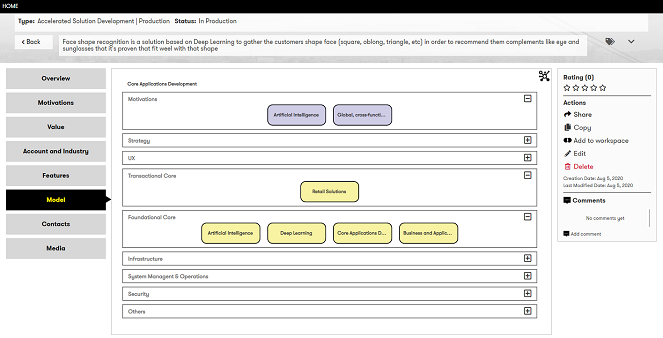 HOME
Type: Accelerated Solution Development | Production Status: In Production
Back
Face shape recognition is a solution based on Deep Learning to gather the customers shape face (square, oblong, triangle, etc) in order to recommend them complements like eye and
sunglasses that it's proven that fit weel with that shape
Overview
Motivations
Value
Account and Industry
Features
Model
Contacts
Media
Core Applications Development
Motivations
Artificial Intelligence
Global, cross-functi...
Strategy
UX
Transactional Core
Retail Solutions
Foundational Core
Artificial Intelligence
Deep Learning
Core Applications D...
Business and Applic...
Infrastructure
System Managent & Operations
Security
Others
Rating (0)
Actions
Share
Copy
Add to workspace
Edit
Delete
Creation Date: Aug 5, 2020
Last Modified Date: Aug 5, 2020
Comments
No comments yet
Add comment